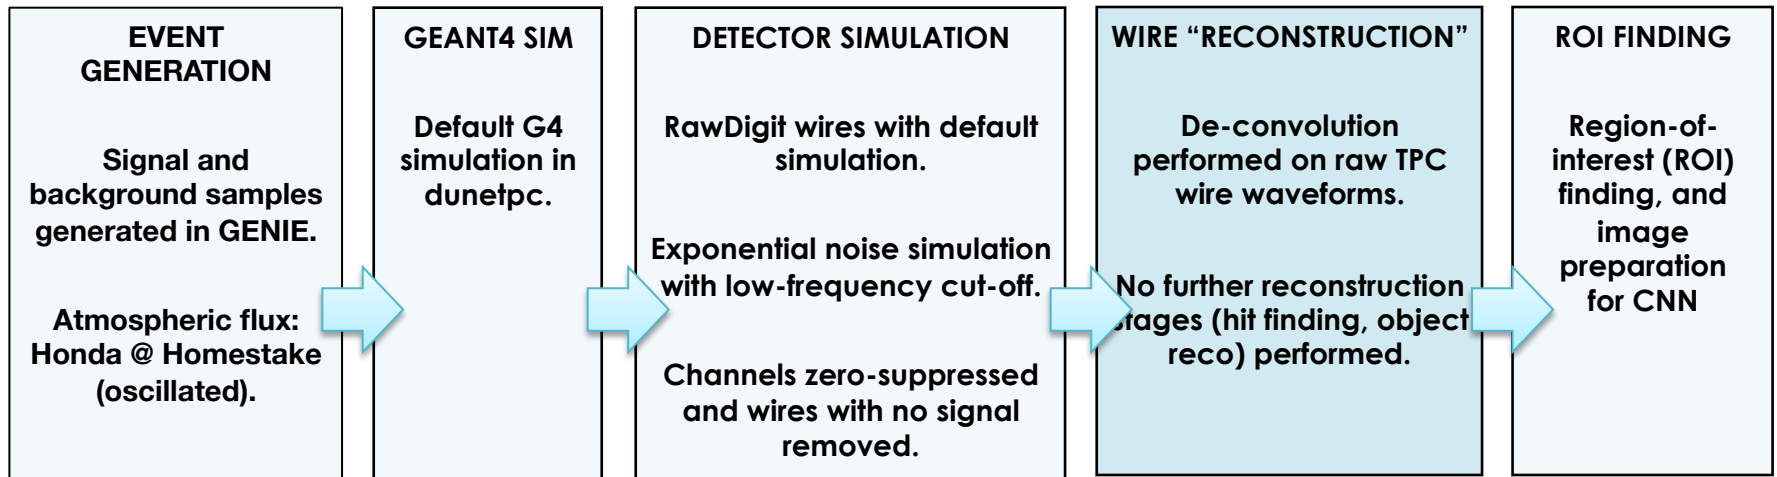 EVENT
GENERATION
Signal and
background samples
generated in GENIE.
Atmospheric flux:
Honda @ Homestake
(oscillated).
GEANT4 SIM
Default G4
simulation in
dunetpc.
DETECTOR SIMULATION
RawDigit wires with default
simulation.
Exponential noise simulation
with low-frequency cut-off.
Channels zero-suppressed
and wires with no signal
removed.
WIRE “RECONSTRUCTION”
De-convolution
performed on raw TPC
wire waveforms.
No further reconstruction
stages (hit finding, object
reco) performed.
ROI FINDING
Region-of-
interest (ROI)
finding, and
image
preparation
for CNN